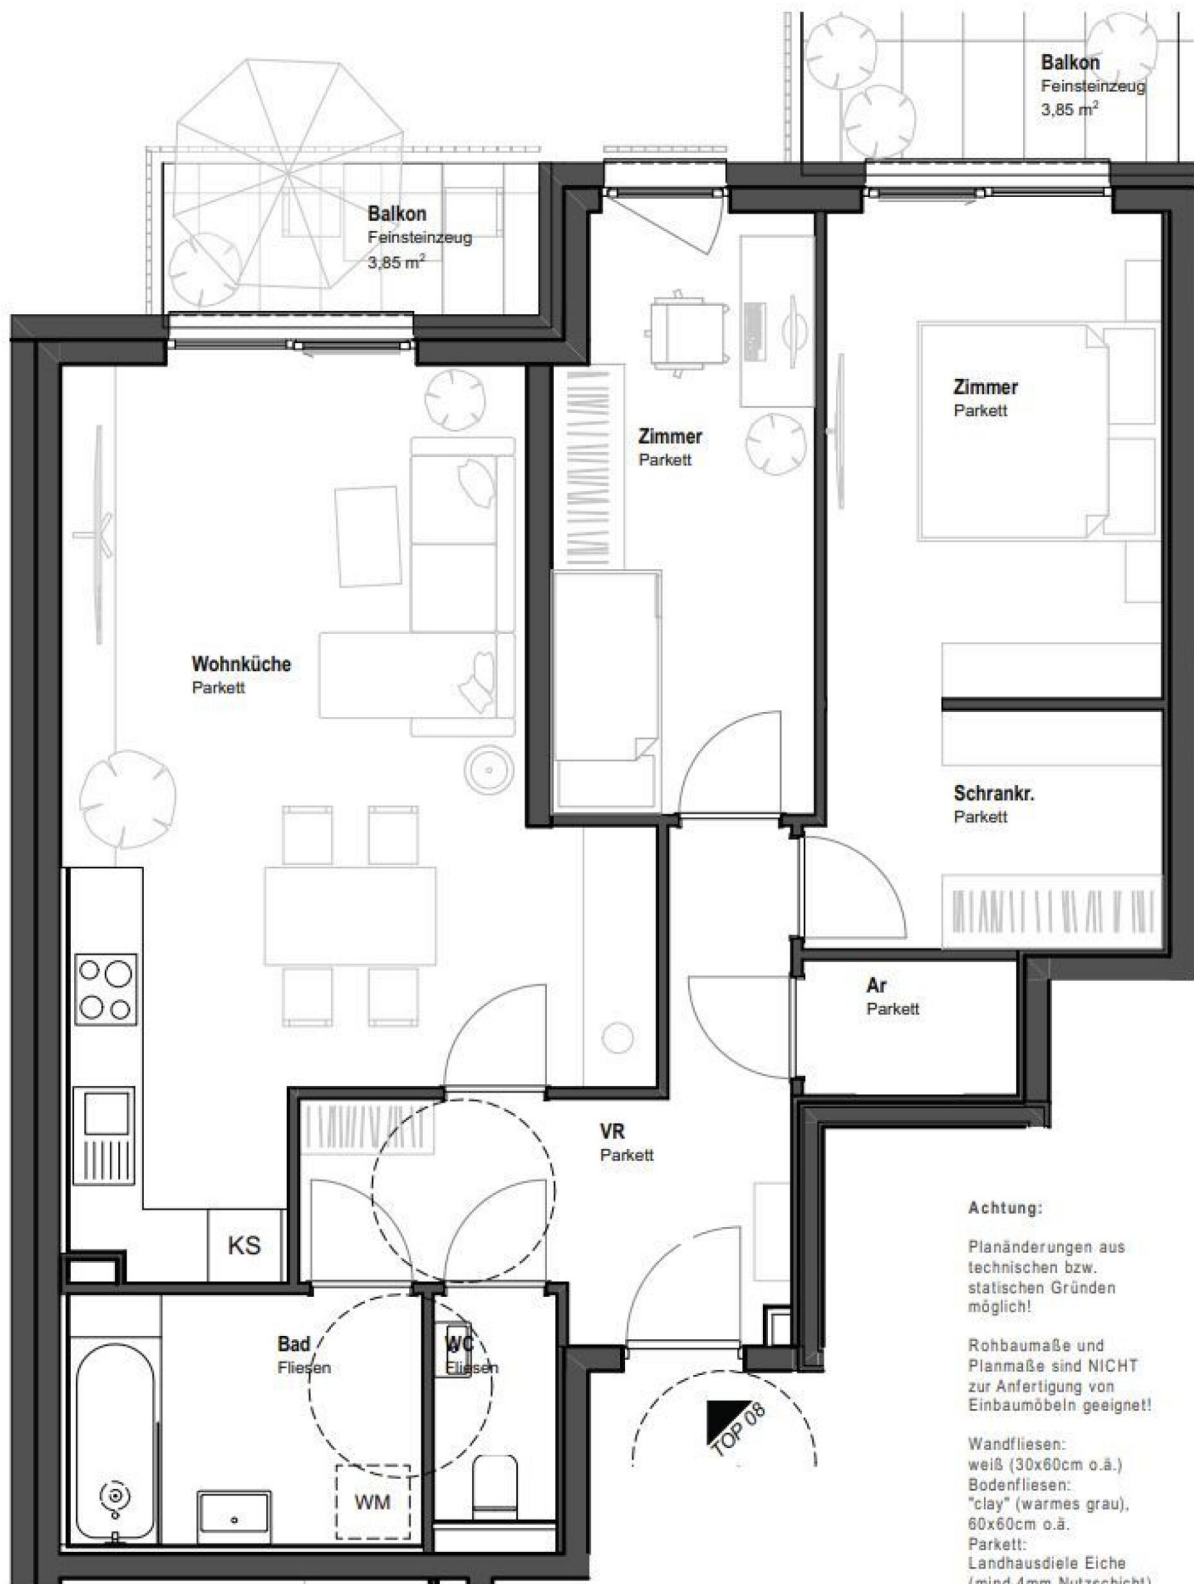 Balkon
Feinsteinzeug
3,85 m²
Balkon
Feinsteinzeug
3,85 m²
Zimmer
Parkett
Zimmer
Parkett
Wohnküche
Parkett
Schrankr.
Parkett
Ar
Parkett
VR
Parkett
KS
Bad
Fliesen
WC
Fliesen
WM
TOP 08
Achtung:
Planänderungen aus
technischen bzw.
statischen Gründen
möglich!
Rohbaumaße und
Planmaße sind NICHT
zur Anfertigung von
Einbaumöbeln geeignet!
Wandfliesen:
weiß (30x60cm o.ä.)
Bodenfliesen:
"clay" (warmes grau),
60x60cm o.ä.
Parkett:
Landhausdiele Eiche
(mind.4mm Nutzschicht)